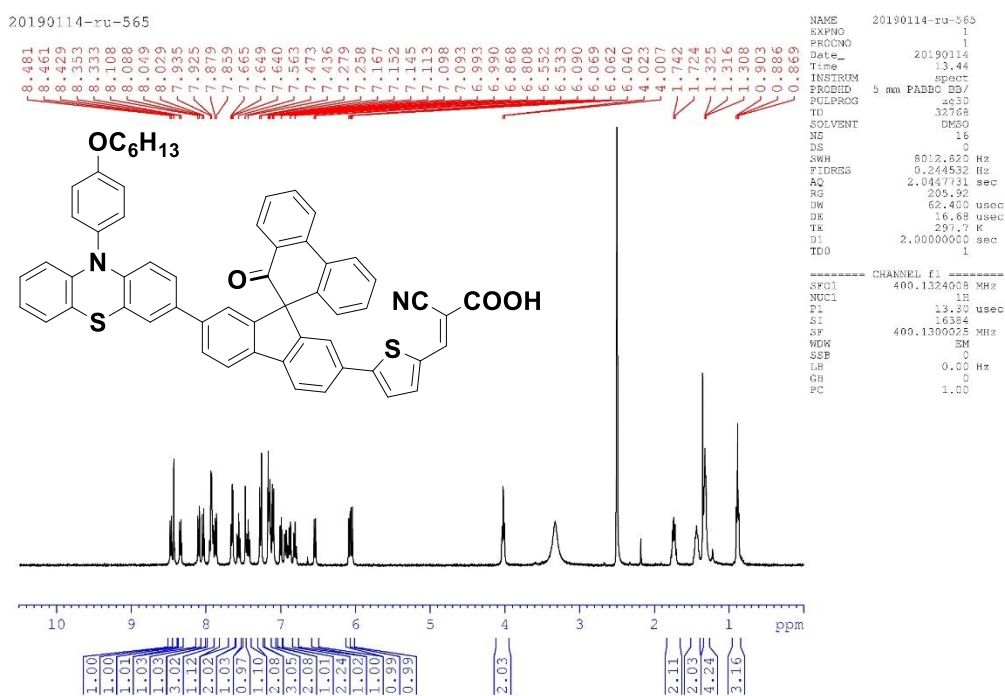 20190114-ru-565
8.481
8.461
8.429
8.353
8.333
8.108
8.088
8.049
8.029
7.935
7.925
7.879
7.859
7.665
7.649
7.640
7.563
7.473
7.436
7.279
7.258
7.167
7.152
7.145
7.113
7.098
7.093
6.993
6.990
6.933
6.868
6.808
6.552
6.533
6.090
6.069
6.062
6.040
4.023
4.007
1.742
1.724
1.325
1.316
1.308
0.903
0.886
0.869
OC6H13
N
S
O
NC
COOH
S
NAME 20190114-ru-565
EXPNO 1
PROCNO 1
Date_ 20190114
Time 13.44
INSTRUM spect
PROBHD 5 mm PABBO BB/
PULPROG zg30
TD 32768
SOLVENT DMSO
NS 16
DS 0
SWH 8012.820 Hz
FIDRES 0.244532 Hz
AQ 2.0447731 sec
RG 205.92
DW 62.400 usec
DE 16.68 usec
TE 297.7 K
D1 2.00000000 sec
TD0 1
======== CHANNEL f1 ========
SFO1 400.1324008 MHz
NUC1 1H
P1 13.30 usec
SI 16384
SF 400.1300025 MHz
WDW EM
SSB 0
LB 0.00 Hz
GB 0
PC 1.00
10 9 8 7 6 5 4 3 2 1 ppm
1.00
1.00
1.01
1.03
1.03
3.02
1.12
2.02
1.03
0.97
1.10
2.08
3.05
2.08
1.01
2.24
1.02
1.00
0.99
0.99
2.03
2.11
2.03
4.24
3.16